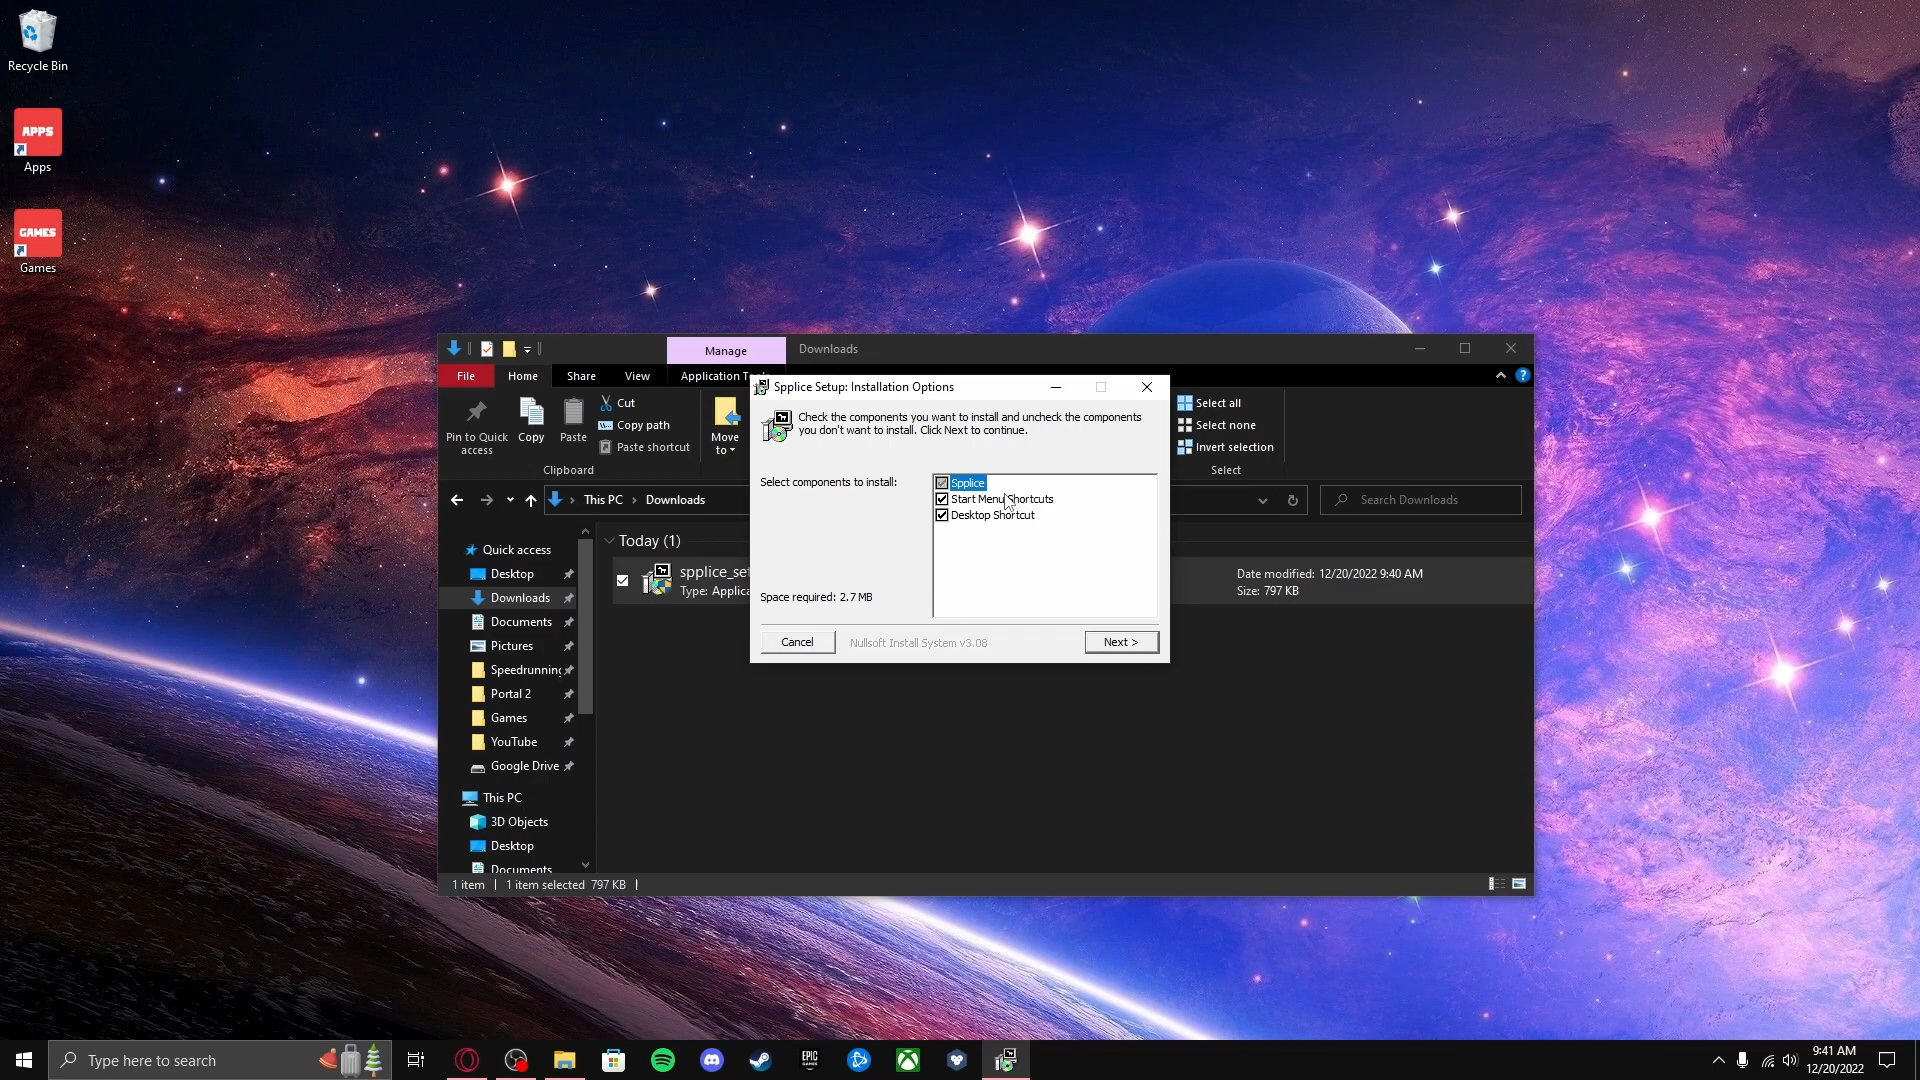 Recycle Bin
APPS
Apps
GAMES
Games
Manage
Downloads
File
Home
Share
View
Application
Pin to Quick
access
Copy
Paste
Cut
Copy path
Paste shortcut
Clipboard
Move
to
Select all
Select none
Invert selection
Select
This PC
Downloads
Search Downloads
Quick access
Desktop
Downloads
Documents
Pictures
Speedrunning
Portal 2
Games
YouTube
Google Drive
This PC
3D Objects
Desktop
Documents
Today (1)
spplice_set
Type: Applica
Date modified: 12/20/2022 9:40 AM
Size: 797 KB
1 item
1 item selected 797 KB
Spplice Setup: Installation Options
Check the components you want to install and uncheck the components
you don't want to install. Click Next to continue.
Select components to install:
Spplice
Start Menu Shortcuts
Desktop Shortcut
Space required: 2.7 MB
Cancel
Nullsoft Install System v3.08
Next >
Type here to search
EPIC
GAMES
9:41 AM
12/20/2022